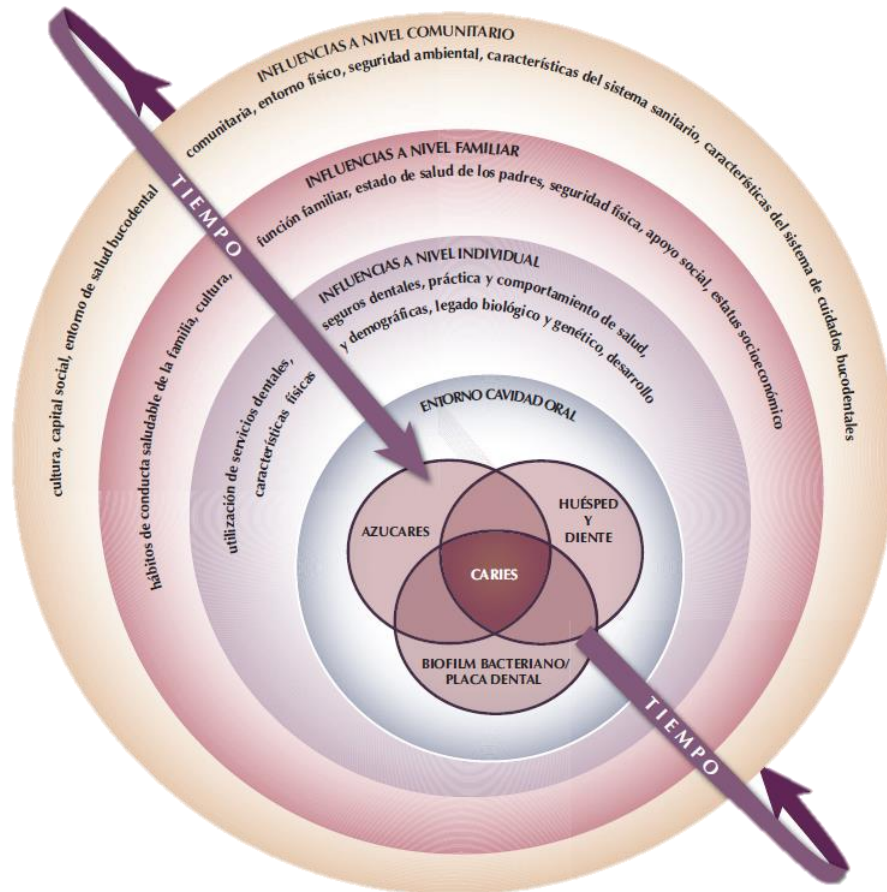 INFLUENCIAS A NIVEL COMUNITARIO
cultura, capital social, entorno de salud bucodental comunitaria, entorno físico, seguridad ambiental, características del sistema sanitario, características del sistema de cuidados bucodentales
INFLUENCIAS A NIVEL FAMILIAR
hábitos de conducta saludable de la familia, cultura, función familiar, estado de salud de los padres, seguridad física, apoyo social, estatus socioeconómico
INFLUENCIAS A NIVEL INDIVIDUAL
utilización de servicios dentales, seguros dentales, práctica y comportamiento de salud,
características físicas y demográficas, legado biológico y genético, desarrollo
ENTORNO CAVIDAD ORAL
TIEMPO
AZUCARES
HUÉSPED
Y
DIENTE
CARIES
BIOFILM BACTERIANO/
PLACA DENTAL
TIEMPO